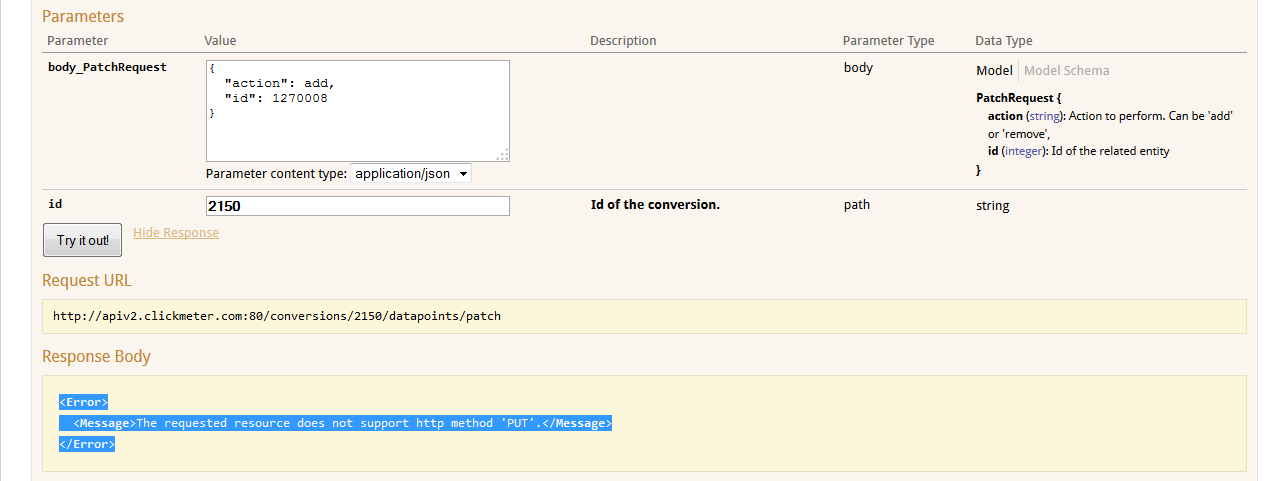 Parameters
Parameter Value Description Parameter Type Data Type
body_PatchRequest
{
"action": add,
"id": 1270008
}
Parameter content type: application/json
body
Model Model Schema
PatchRequest {
action (string): Action to perform. Can be 'add'
or 'remove',
id (integer): Id of the related entity
}
id 2150 Id of the conversion. path string
Try it out! Hide Response
Request URL
http://apiv2.clickmeter.com:80/conversions/2150/datapoints/patch
Response Body
<Error>
<Message>The requested resource does not support http method 'PUT'.</Message>
</Error>